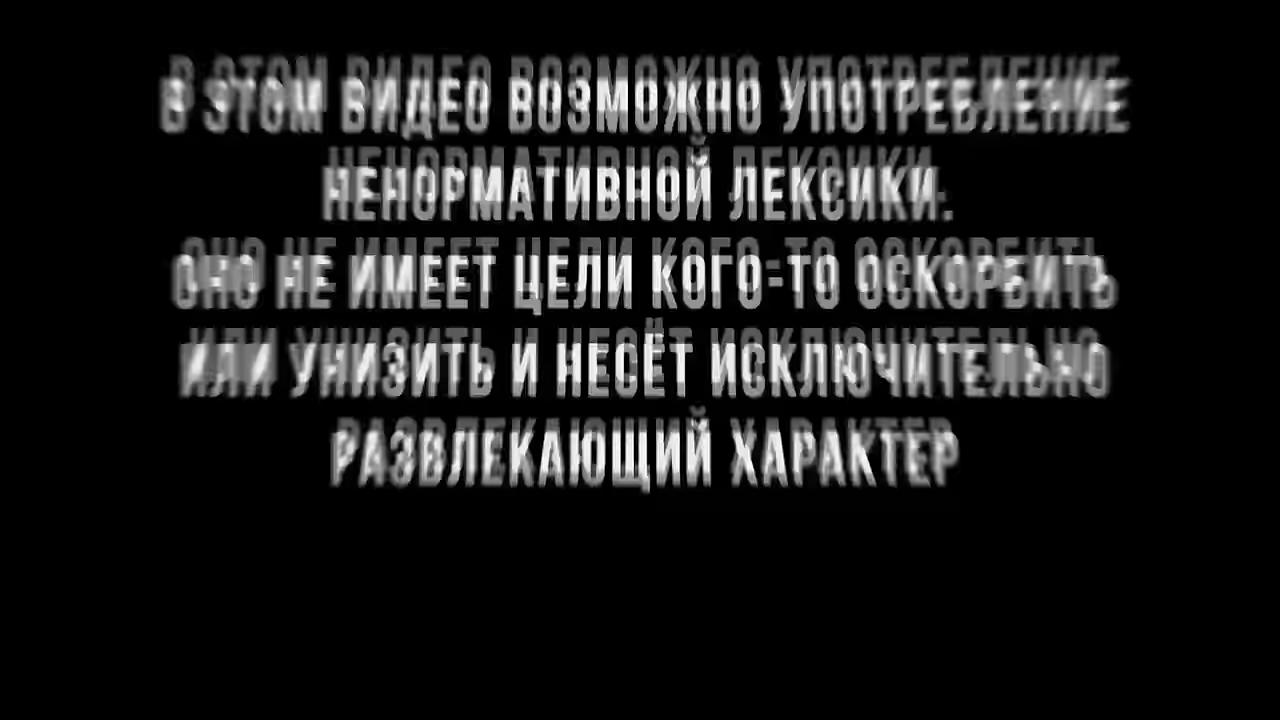 В ЭТОМ ВИДЕО ВОЗМОЖНО УПОТРЕБЛЕНИЕ
НЕНОРМАТИВНОЙ ЛЕКСИКИ.
ОНО НЕ ИМЕЕТ ЦЕЛИ КОГО-ТО ОСКОРБИТЬ
ИЛИ УНИЗИТЬ И НЕСЁТ ИСКЛЮЧИТЕЛЬНО
РАЗВЛЕКАЮЩИЙ ХАРАКТЕР